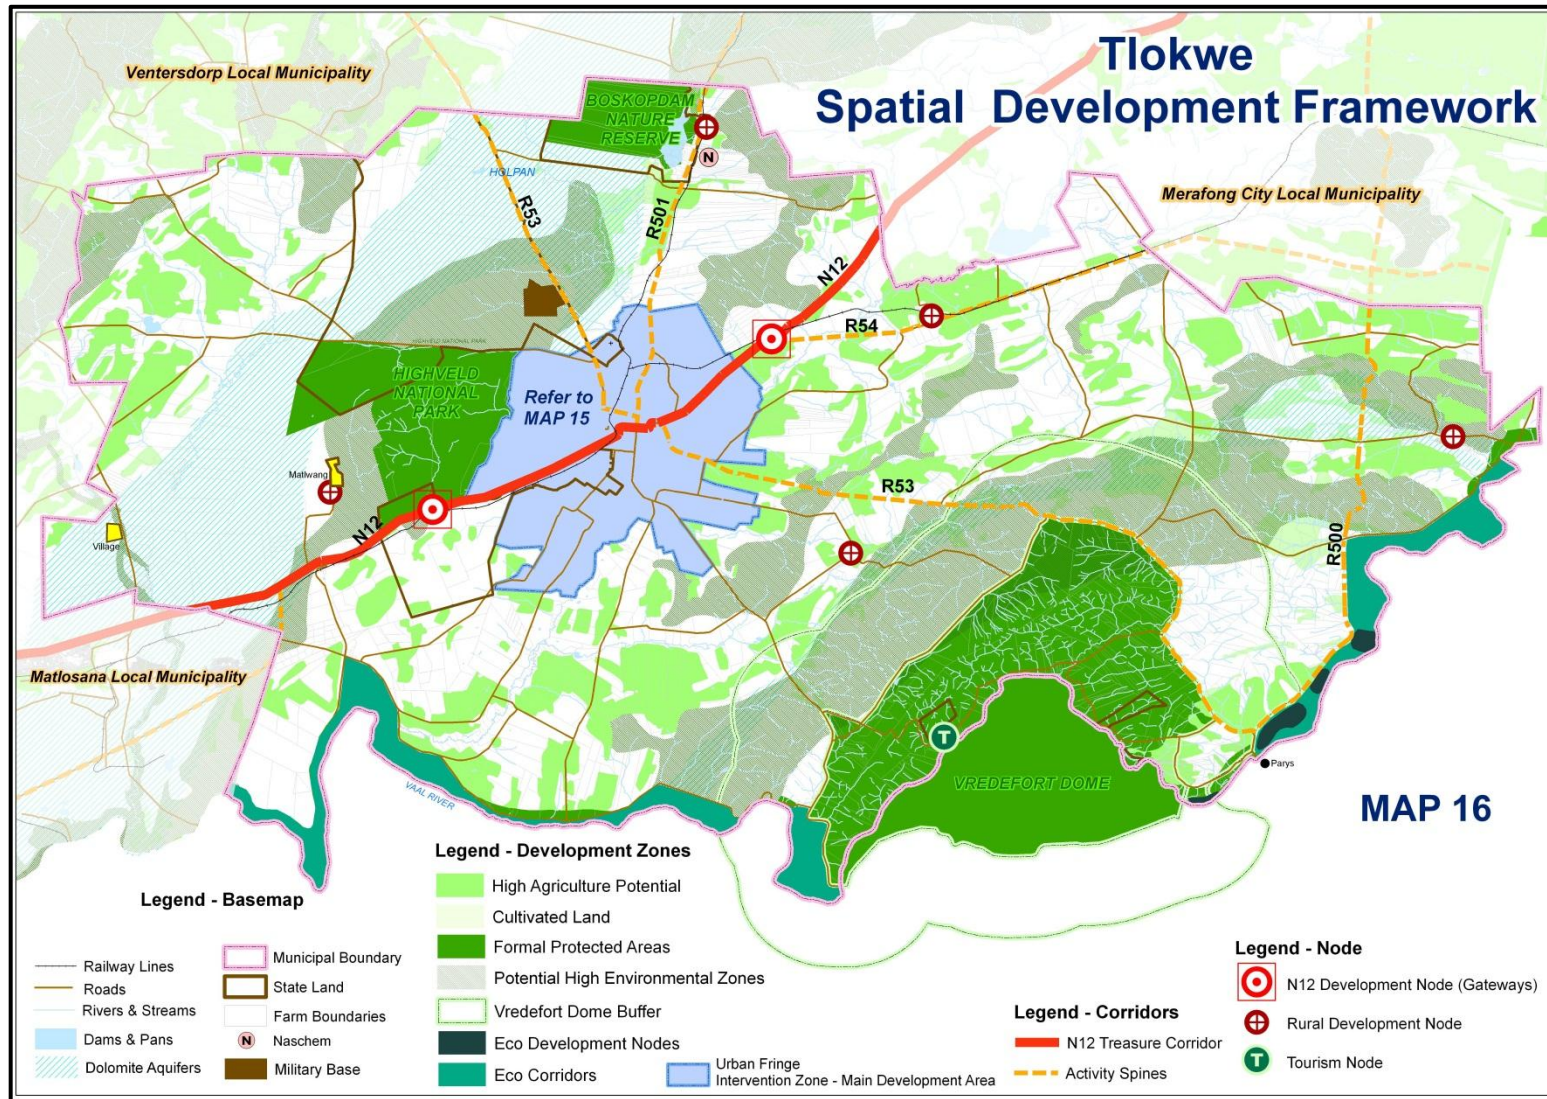 Tlokwe
Spatial Development Framework
Ventersdorp Local Municipality
BOSKOPDAM
NATURE
RESERVE
N
HOLPAN
Merafong City Local Municipality
R53
R501
N12
R54
HIGHVELD NATIONAL PARK
HIGHVELD
NATIONAL
PARK
Refer to
MAP 15
Matlwang
R53
N12
Village
R500
Matlosana Local Municipality
T
VAAL RIVER
VREDEFORT DOME
Parys
MAP 16
Legend - Basemap
Railway Lines
Roads
Rivers & Streams
Dams & Pans
Dolomite Aquifers
Municipal Boundary
State Land
Farm Boundaries
N Naschem
Military Base
Legend - Development Zones
High Agriculture Potential
Cultivated Land
Formal Protected Areas
Potential High Environmental Zones
Vredefort Dome Buffer
Eco Development Nodes
Eco Corridors
Urban Fringe
Intervention Zone - Main Development Area
Legend - Corridors
N12 Treasure Corridor
Activity Spines
Legend - Node
N12 Development Node (Gateways)
Rural Development Node
T Tourism Node